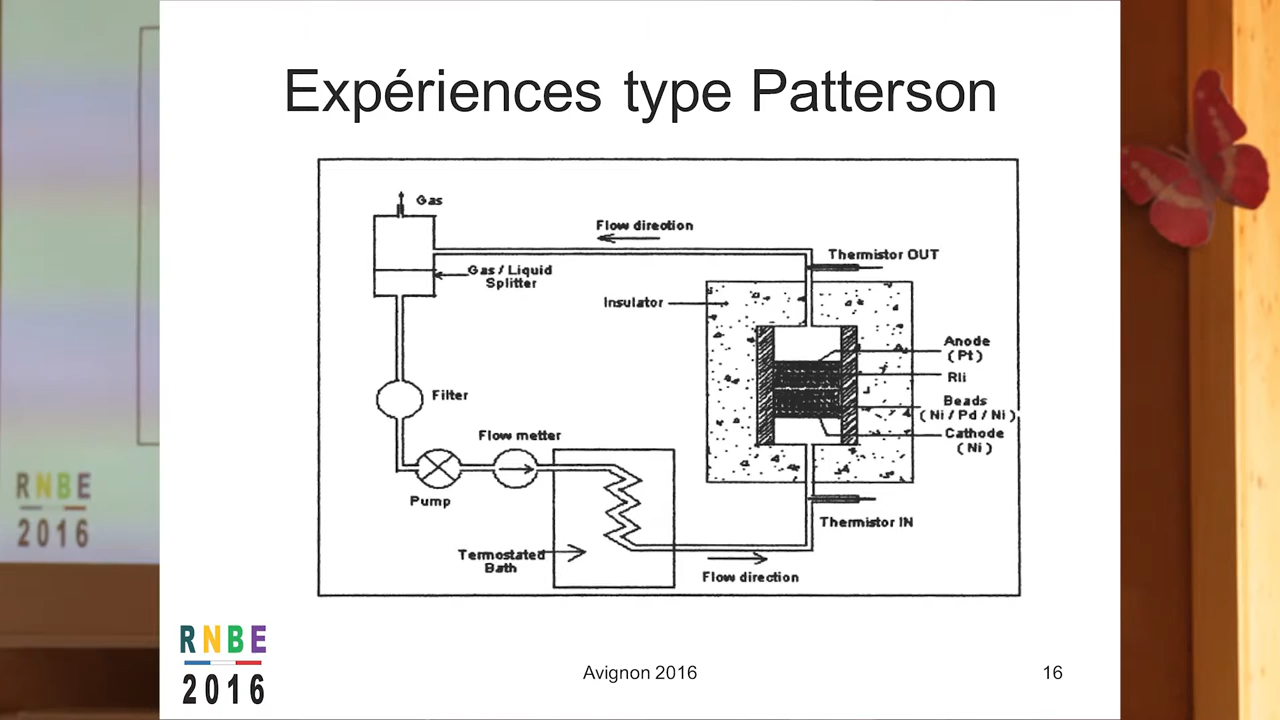 Expériences type Patterson
Gas
Flow direction
Thermistor OUT
Gas / Liquid
Splitter
Insulator
Anode
( Pt )
Rli
Beads
( Ni / Pd / Ni )
Cathode
( Ni )
Filter
Flow metter
Pump
Thermistor IN
Termostated
Bath
Flow direction
RNBE
2016
RNBE
2016
Avignon 2016
16